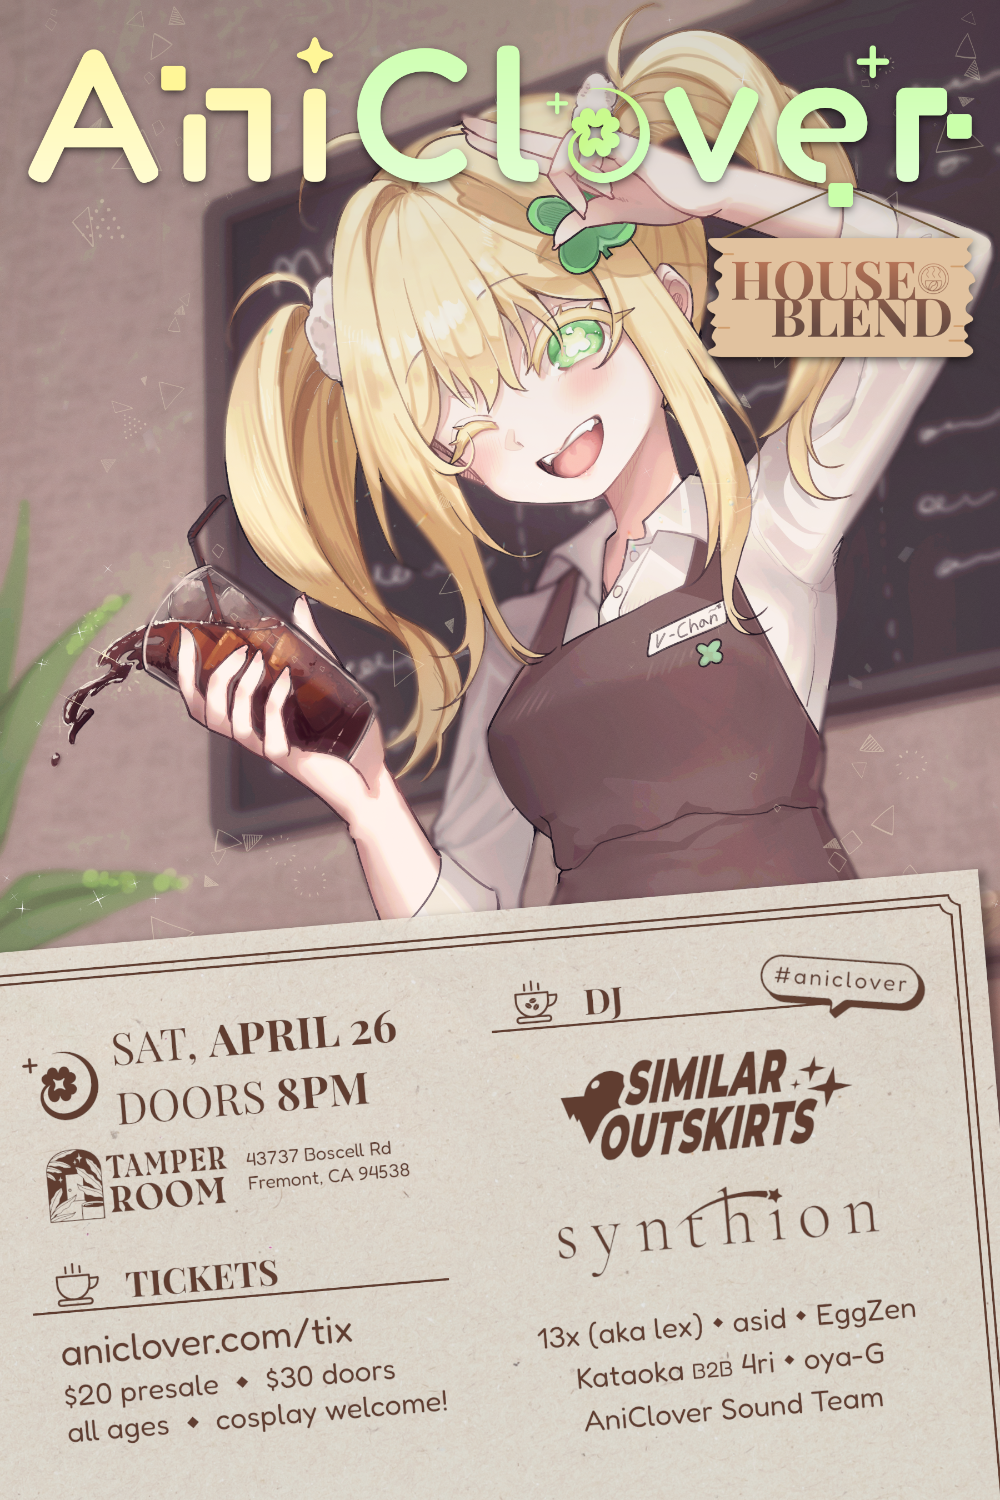 AniClover
HOUSE
BLEND
V-Chan
#aniclover
SAT, APRIL 26
DOORS 8PM
TAMPER
ROOM
43737 Boscell Rd
Fremont, CA 94538
TICKETS
aniclover.com/tix
$20 presale ◆ $30 doors
all ages ◆ cosplay welcome!
DJ
SIMILAR
OUTSKIRTS
synthion
13x (aka lex) ◆ asid ◆ EggZen
Kataoka B2B 4ri ◆ oya-G
AniClover Sound Team